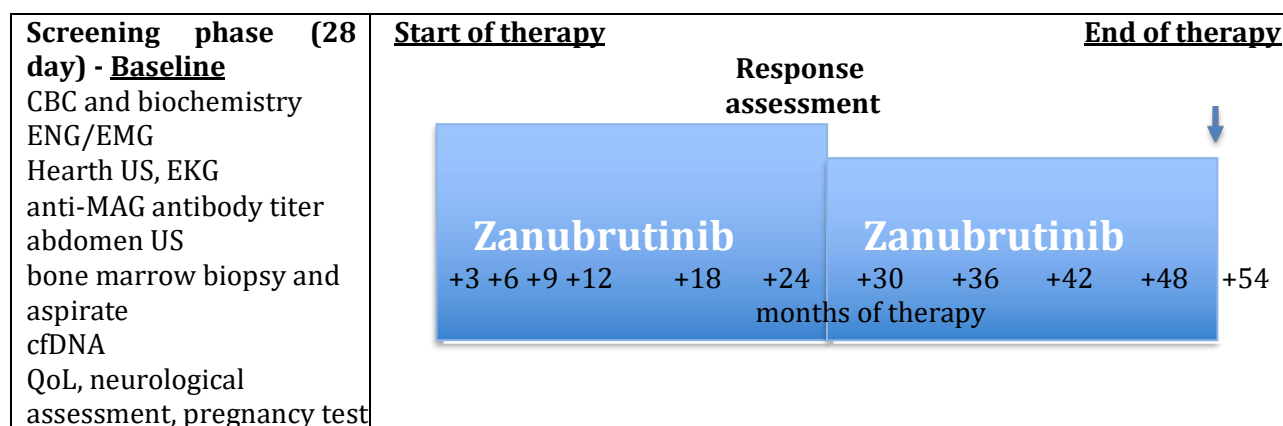 Screening phase (28
day) - Baseline
CBC and biochemistry
ENG/EMG
Hearth US, EKG
anti-MAG antibody titer
abdomen US
bone marrow biopsy and
aspirate
cfDNA
QoL, neurological
assessment, pregnancy test
Start of therapy End of therapy
Response
assessment
Zanubrutinib Zanubrutinib
+3 +6 +9 +12 +18 +24 +30 +36 +42 +48 +54
months of therapy